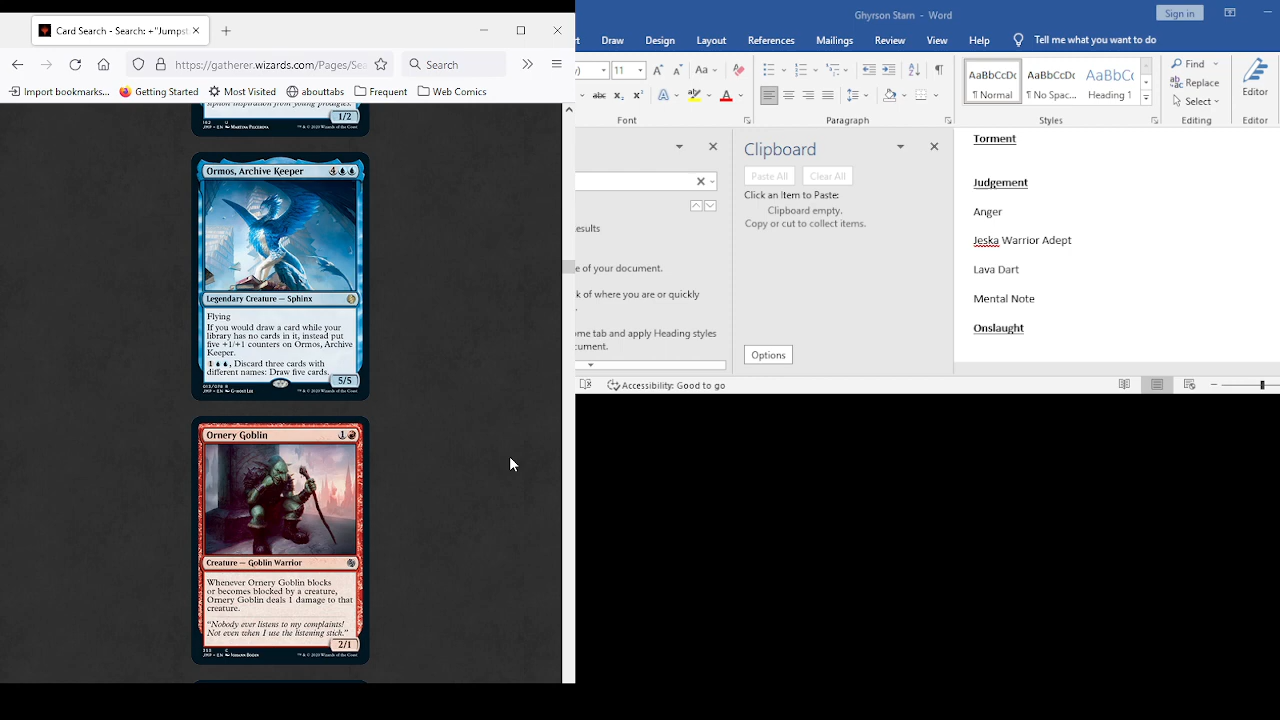 Card Search - Search: +"Jumpst
https://gatherer.wizards.com/Pages/Sea
Search
Import bookmarks...
Getting Started
Most Visited
abouttabs
Frequent
Web Comics
1/2
Ormos, Archive Keeper 4
Legendary Creature — Sphinx
Flying
If you would draw a card while your
library has no cards in it, instead put
five +1/+1 counters on Ormos, Archive
Keeper.
1, Discard three cards with
different names: Draw five cards.
5/5
Ornery Goblin 1
Creature — Goblin Warrior
Whenever Ornery Goblin blocks
or becomes blocked by a creature,
Ornery Goblin deals 1 damage to that
creature.
"Nobody ever listens to my complaints!
Not even when I use the listening stick."
2/1
Ghyrson Starn - Word
Sign in
Draw
Design
Layout
References
Mailings
Review
View
Help
Tell me what you want to do
11
Aa
abc
x₂
x²
Font
Paragraph
AaBbCcDc
¶ Normal
AaBbCcDc
¶ No Spac...
AaBbCc
Heading 1
Styles
Find
Replace
Select
Editing
Editor
Editor
esults
e of your document.
k of where you are or quickly
ome tab and apply Heading styles
cument.
Clipboard
Paste All
Clear All
Click an Item to Paste:
Clipboard empty.
Copy or cut to collect items.
Options
Torment
Judgement
Anger
Jeska Warrior Adept
Lava Dart
Mental Note
Onslaught
Accessibility: Good to go